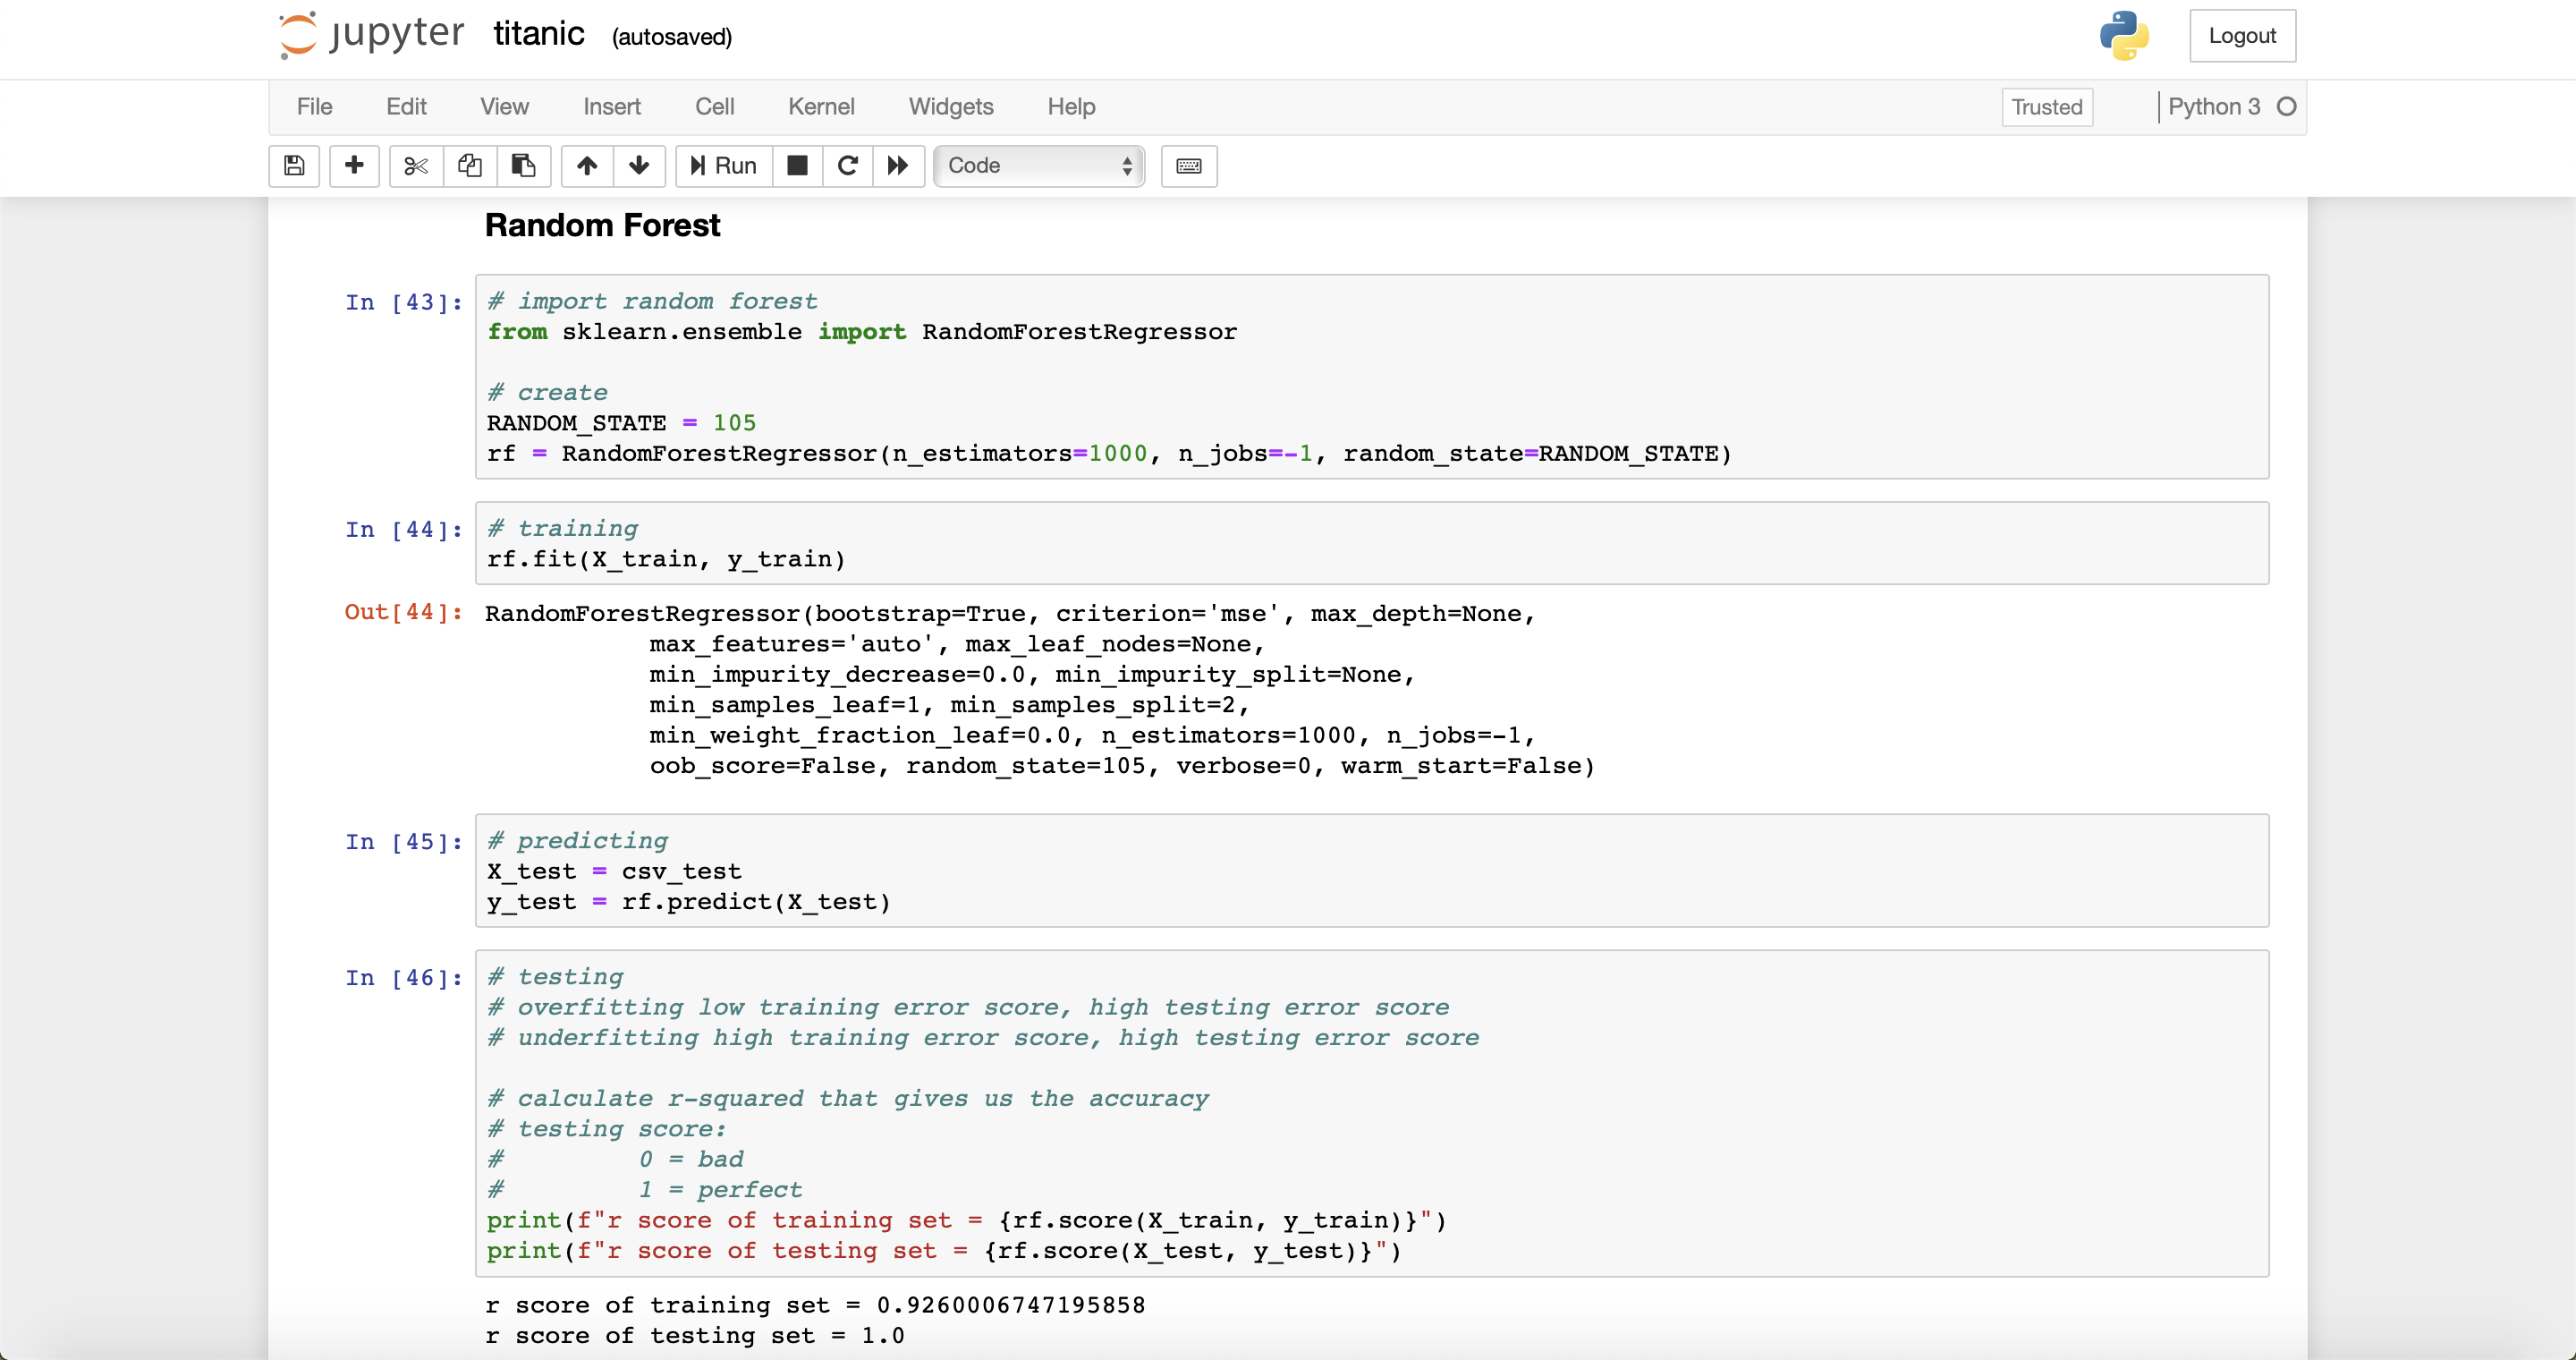 jupyter titanic (autosaved)
Logout
File Edit View Insert Cell Kernel Widgets Help
Trusted
Python 3
Run
Code
Random Forest
In [43]:
# import random forest
from sklearn.ensemble import RandomForestRegressor
# create
RANDOM_STATE = 105
rf = RandomForestRegressor(n_estimators=1000, n_jobs=-1, random_state=RANDOM_STATE)
In [44]:
# training
rf.fit(X_train, y_train)
Out[44]:
RandomForestRegressor(bootstrap=True, criterion='mse', max_depth=None,
max_features='auto', max_leaf_nodes=None,
min_impurity_decrease=0.0, min_impurity_split=None,
min_samples_leaf=1, min_samples_split=2,
min_weight_fraction_leaf=0.0, n_estimators=1000, n_jobs=-1,
oob_score=False, random_state=105, verbose=0, warm_start=False)
In [45]:
# predicting
X_test = csv_test
y_test = rf.predict(X_test)
In [46]:
# testing
# overfitting low training error score, high testing error score
# underfitting high training error score, high testing error score
# calculate r-squared that gives us the accuracy
# testing score:
# 0 = bad
# 1 = perfect
print(f"r score of training set = {rf.score(X_train, y_train)}")
print(f"r score of testing set = {rf.score(X_test, y_test)}")
r score of training set = 0.9260006747195858
r score of testing set = 1.0